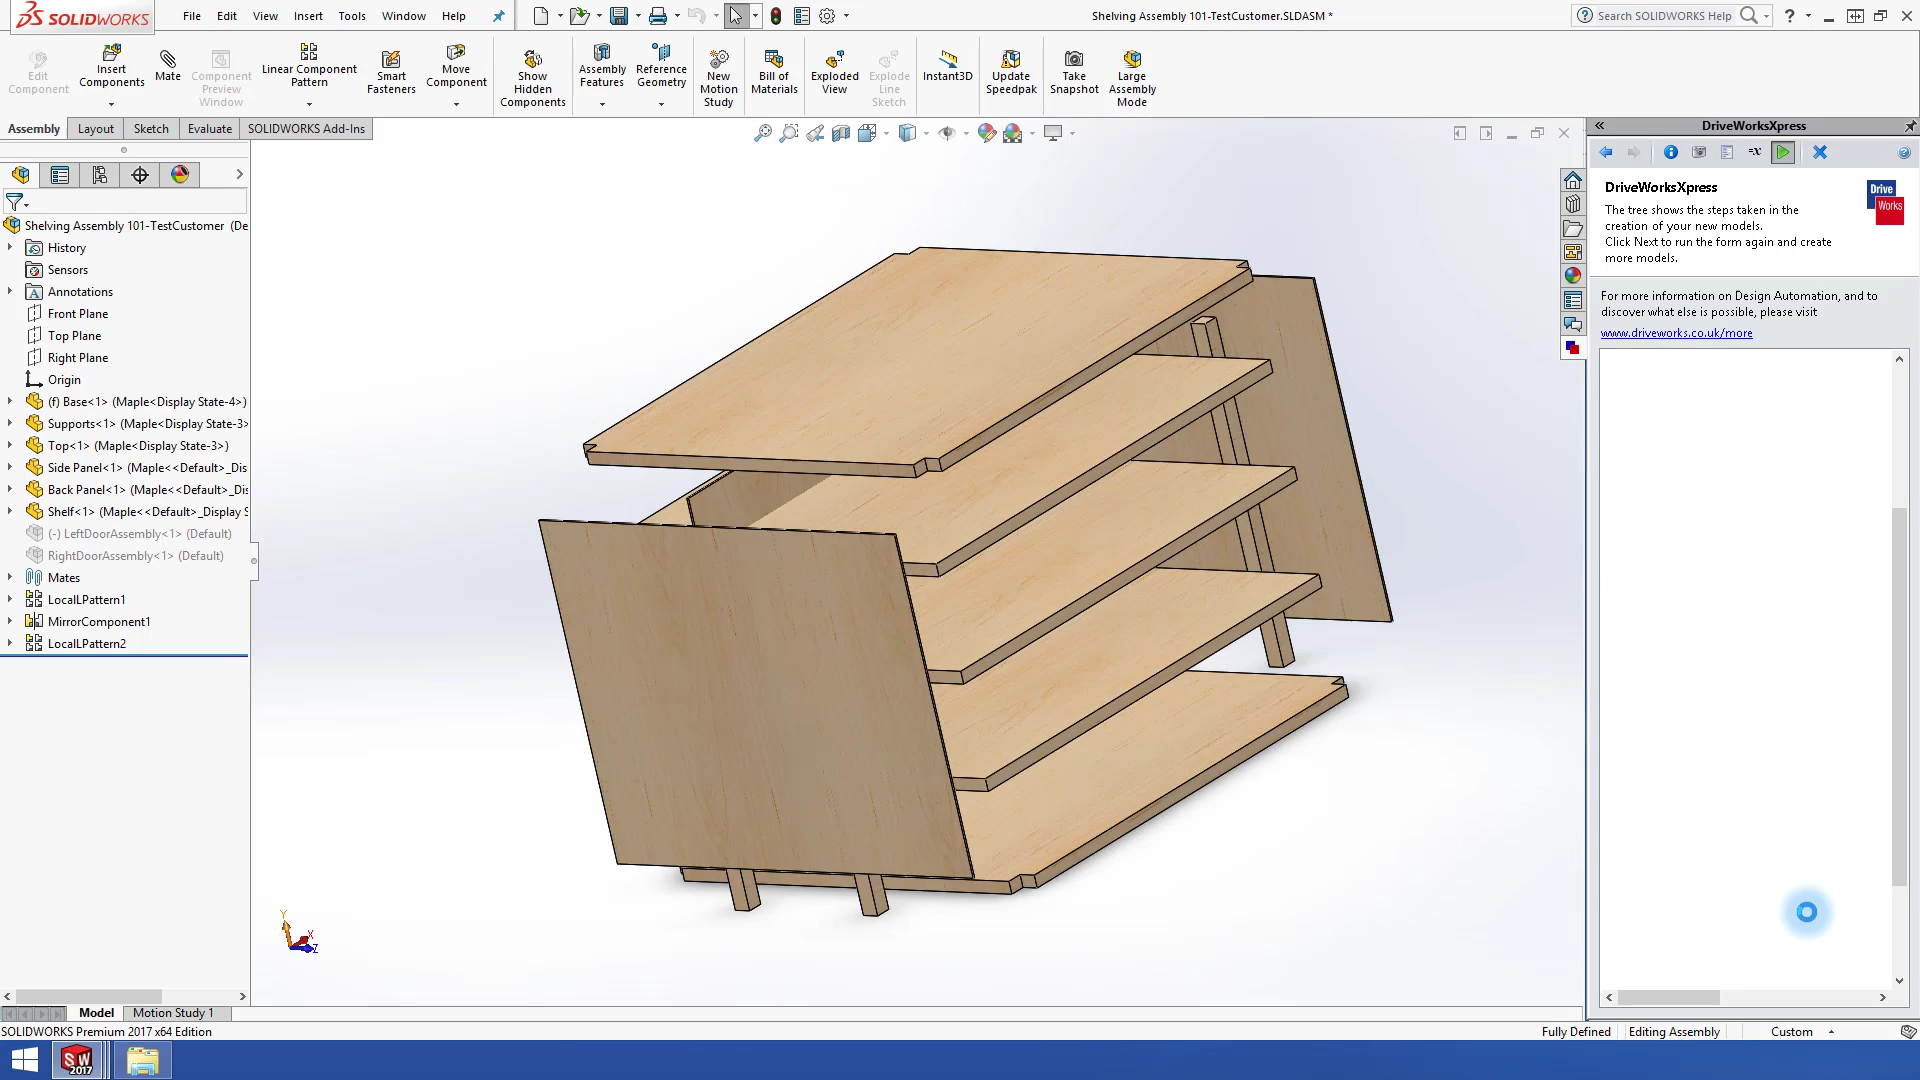 SOLIDWORKS
File Edit View Insert Tools Window Help
Shelving Assembly 101-TestCustomer.SLDASM *
Search SOLIDWORKS Help
Edit Component
Insert Components
Mate
Component Preview Window
Linear Component Pattern
Smart Fasteners
Move Component
Show Hidden Components
Assembly Features
Reference Geometry
New Motion Study
Bill of Materials
Exploded View
Explode Line Sketch
Instant3D
Update Speedpak
Take Snapshot
Large Assembly Mode
Assembly Layout Sketch Evaluate SOLIDWORKS Add-Ins
Shelving Assembly 101-TestCustomer (De
History
Sensors
Annotations
Front Plane
Top Plane
Right Plane
Origin
(f) Base<1> (Maple<Display State-4>)
Supports<1> (Maple<Display State-3>
Top<1> (Maple<Display State-3>)
Side Panel<1> (Maple<<Default>_Dis
Back Panel<1> (Maple<<Default>_Dis
Shelf<1> (Maple<<Default>_Display S
(-) LeftDoorAssembly<1> (Default)
RightDoorAssembly<1> (Default)
Mates
LocalLPattern1
MirrorComponent1
LocalLPattern2
Y
X
Z
DriveWorksXpress
=X
DriveWorksXpress
Drive
Works
The tree shows the steps taken in the
creation of your new models.
Click Next to run the form again and create
more models.
For more information on Design Automation, and to
discover what else is possible, please visit
www.driveworks.co.uk/more
Model Motion Study 1
SOLIDWORKS Premium 2017 x64 Edition
Fully Defined Editing Assembly Custom
SW
2017